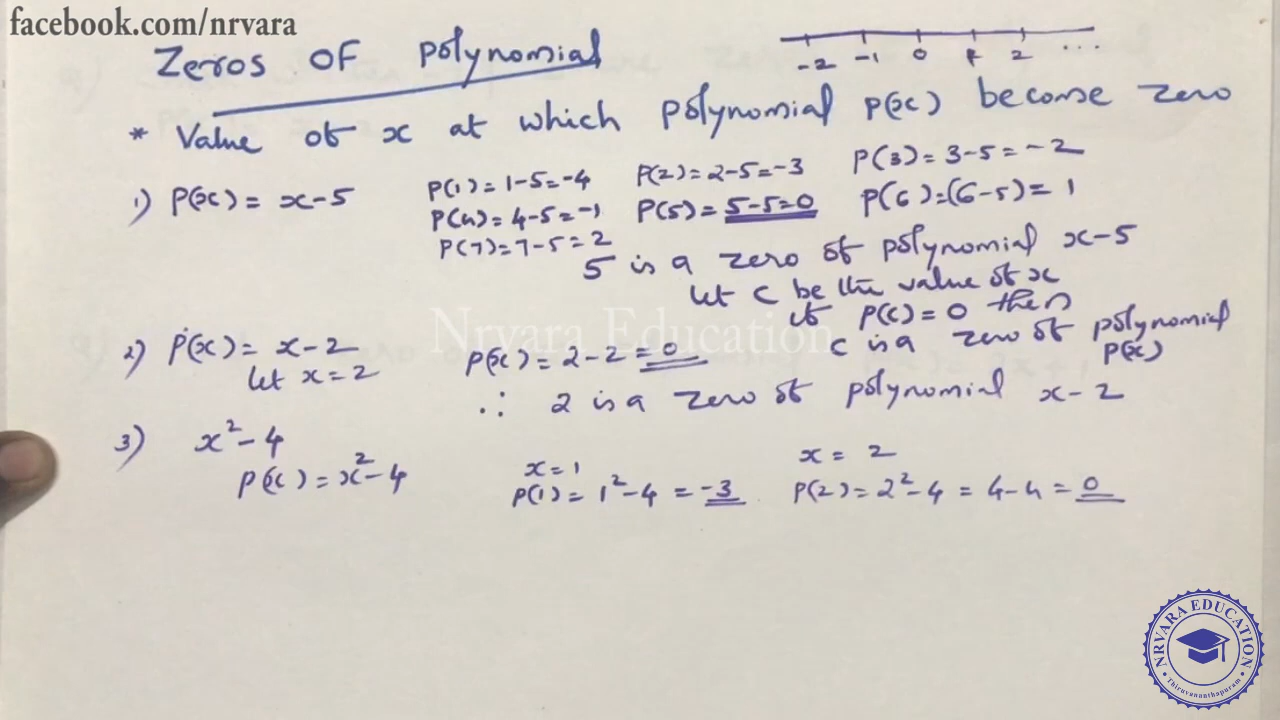 facebook.com/nrvara
Zeros OF polynomial
-2 -1 0 1 2 ...
* Value of x at which polynomial P(x) become zero
1) P(x) = x-5
P(1)=1-5=-4 P(2)=2-5=-3 P(3)=3-5=-2
P(4)=4-5=-1 P(5)=5-5=0 P(6)=(6-5)=1
P(7)=7-5=2
5 is a zero of polynomial x-5
let C be the value of x
if P(C)=0 then
C is a zero of polynomial
P(x)
Nrvara Education
2) P(x)= x-2
let x=2
P(x)=2-2=0
∴ 2 is a zero of polynomial x-2
3) x²-4
P(x)=x²-4
x=1
P(1)=1²-4=-3
x= 2
P(2)=2²-4=4-4=0
NRVARA EDUCATION
• Thiruvananthapuram •